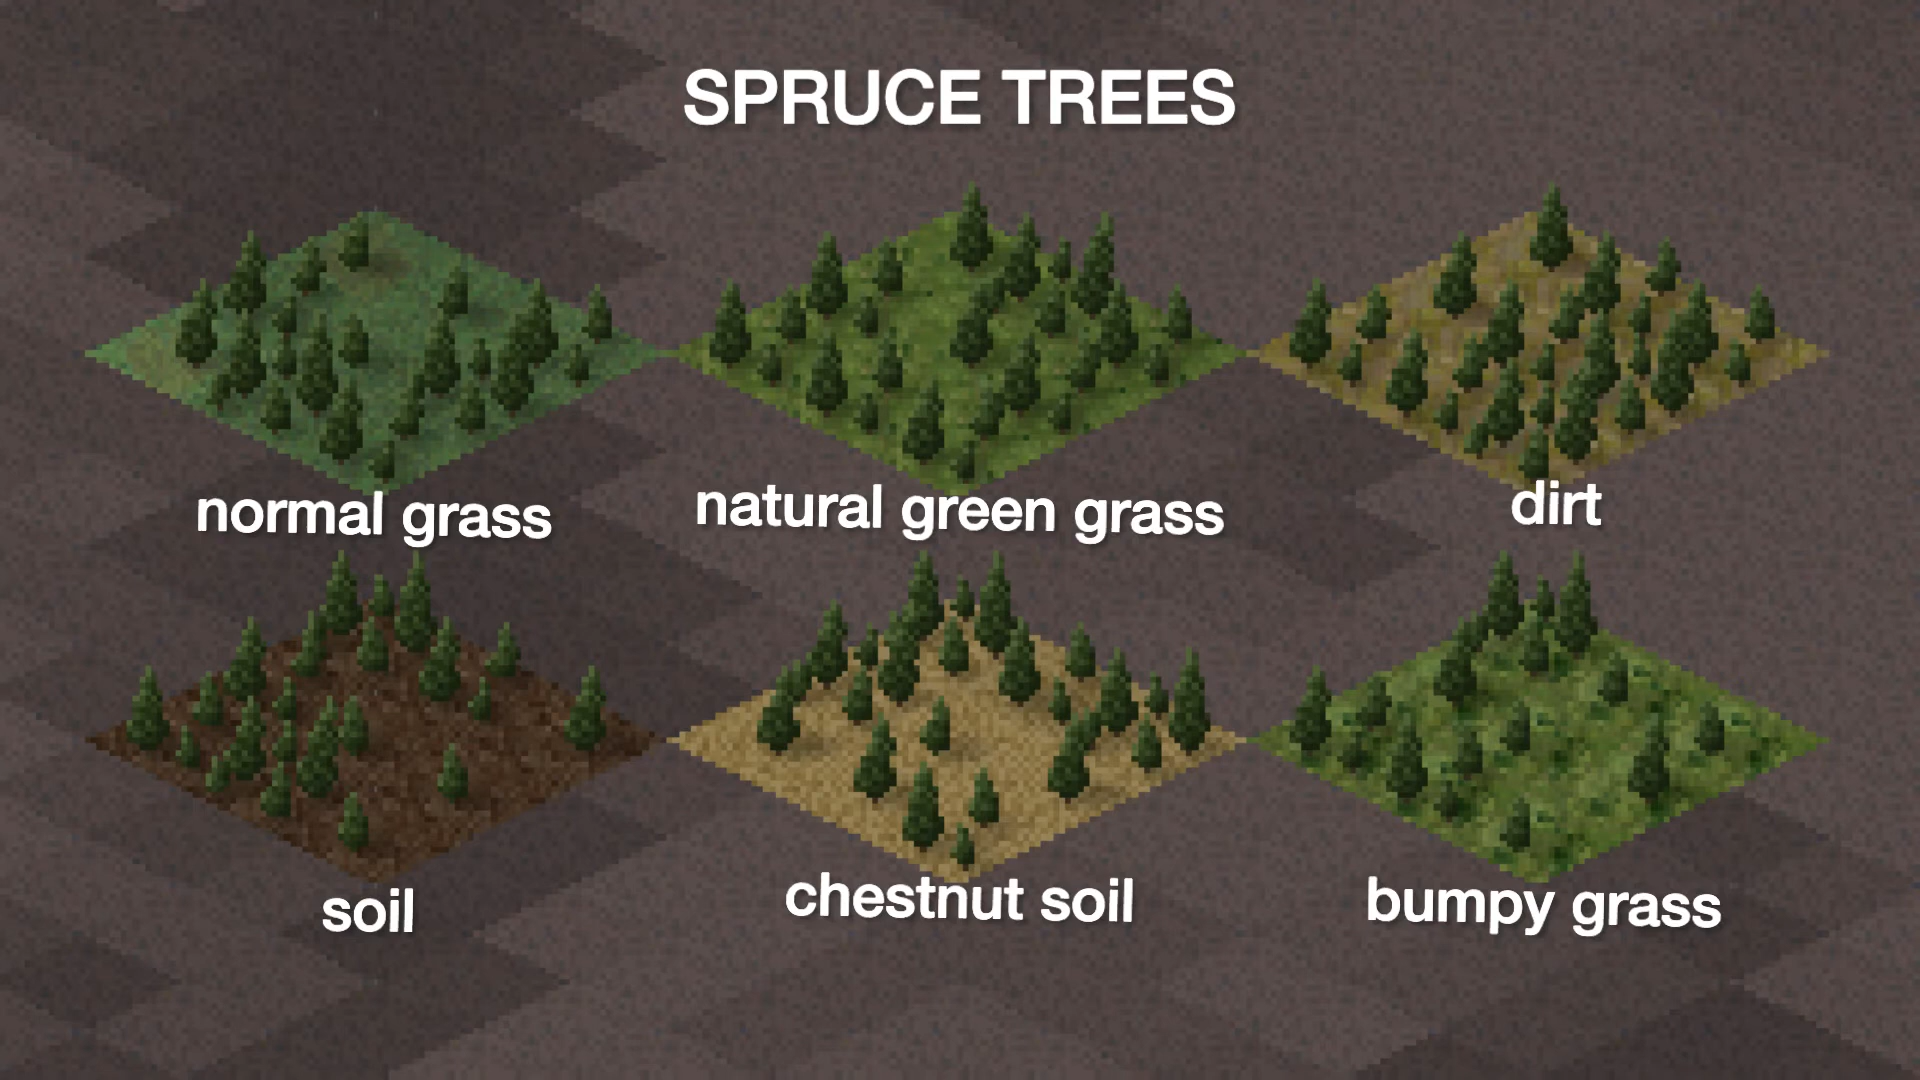 SPRUCE TREES
normal grass
natural green grass
dirt
soil
chestnut soil
bumpy grass